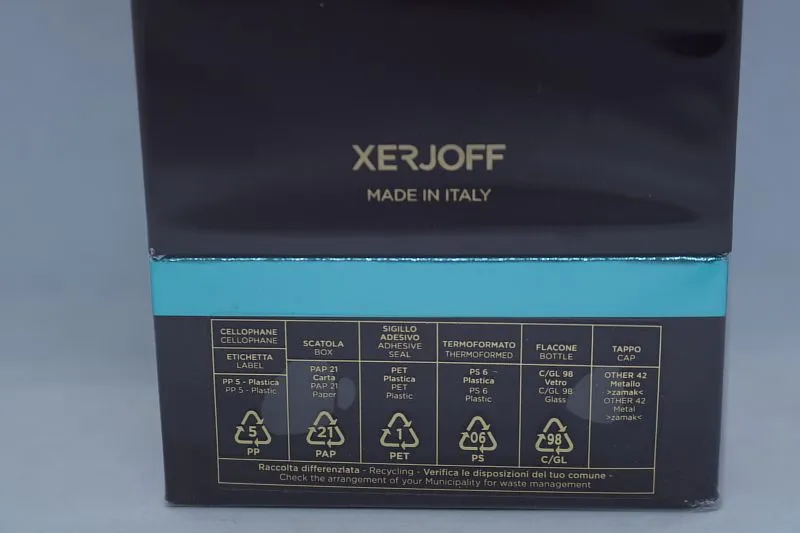 XERJOFF
MADE IN ITALY
CELLOPHANE
CELLOPHANE
ETICHETTA
LABEL
PP 5 - Plastica
PP 5 - Plastic
5
PP
SCATOLA
BOX
PAP 21
Carta
PAP 21
Paper
21
PAP
SIGILLO
ADESIVO
ADHESIVE
SEAL
PET
Plastica
PET
Plastic
1
PET
TERMOFORMATO
THERMOFORMED
PS 6 -
Plastica
PS 6
Plastic
06
PS
FLACONE
BOTTLE
C/GL 98
Vetro
C/GL 98
Glass
98
C/GL
TAPPO
CAP
OTHER 42
Metallo
>zamak<
OTHER 42
Metal
>zamak<
Raccolta differenziata - Recycling - Verifica le disposizioni del tuo comune -
Check the arrangement of your Municipality for waste management